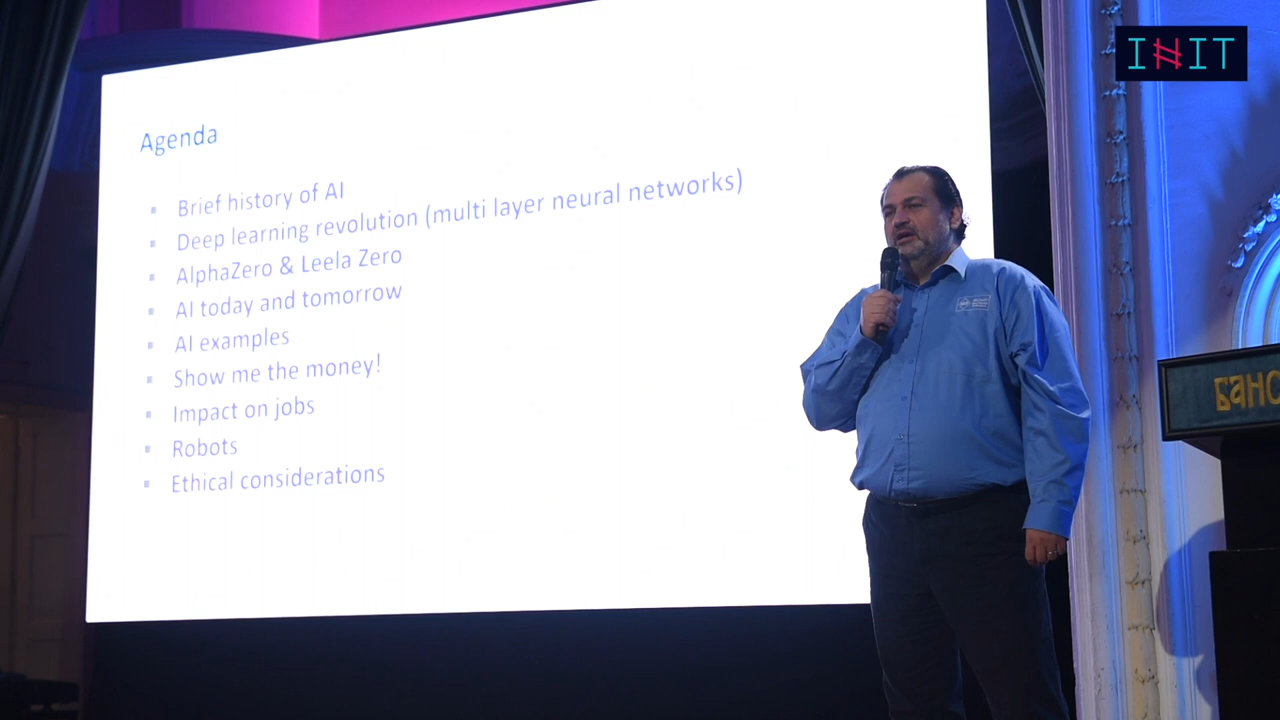 INIT
Agenda
Brief history of AI
Deep learning revolution (multi layer neural networks)
AlphaZero & Leela Zero
AI today and tomorrow
AI examples
Show me the money!
Impact on jobs
Robots
Ethical considerations
БАНС